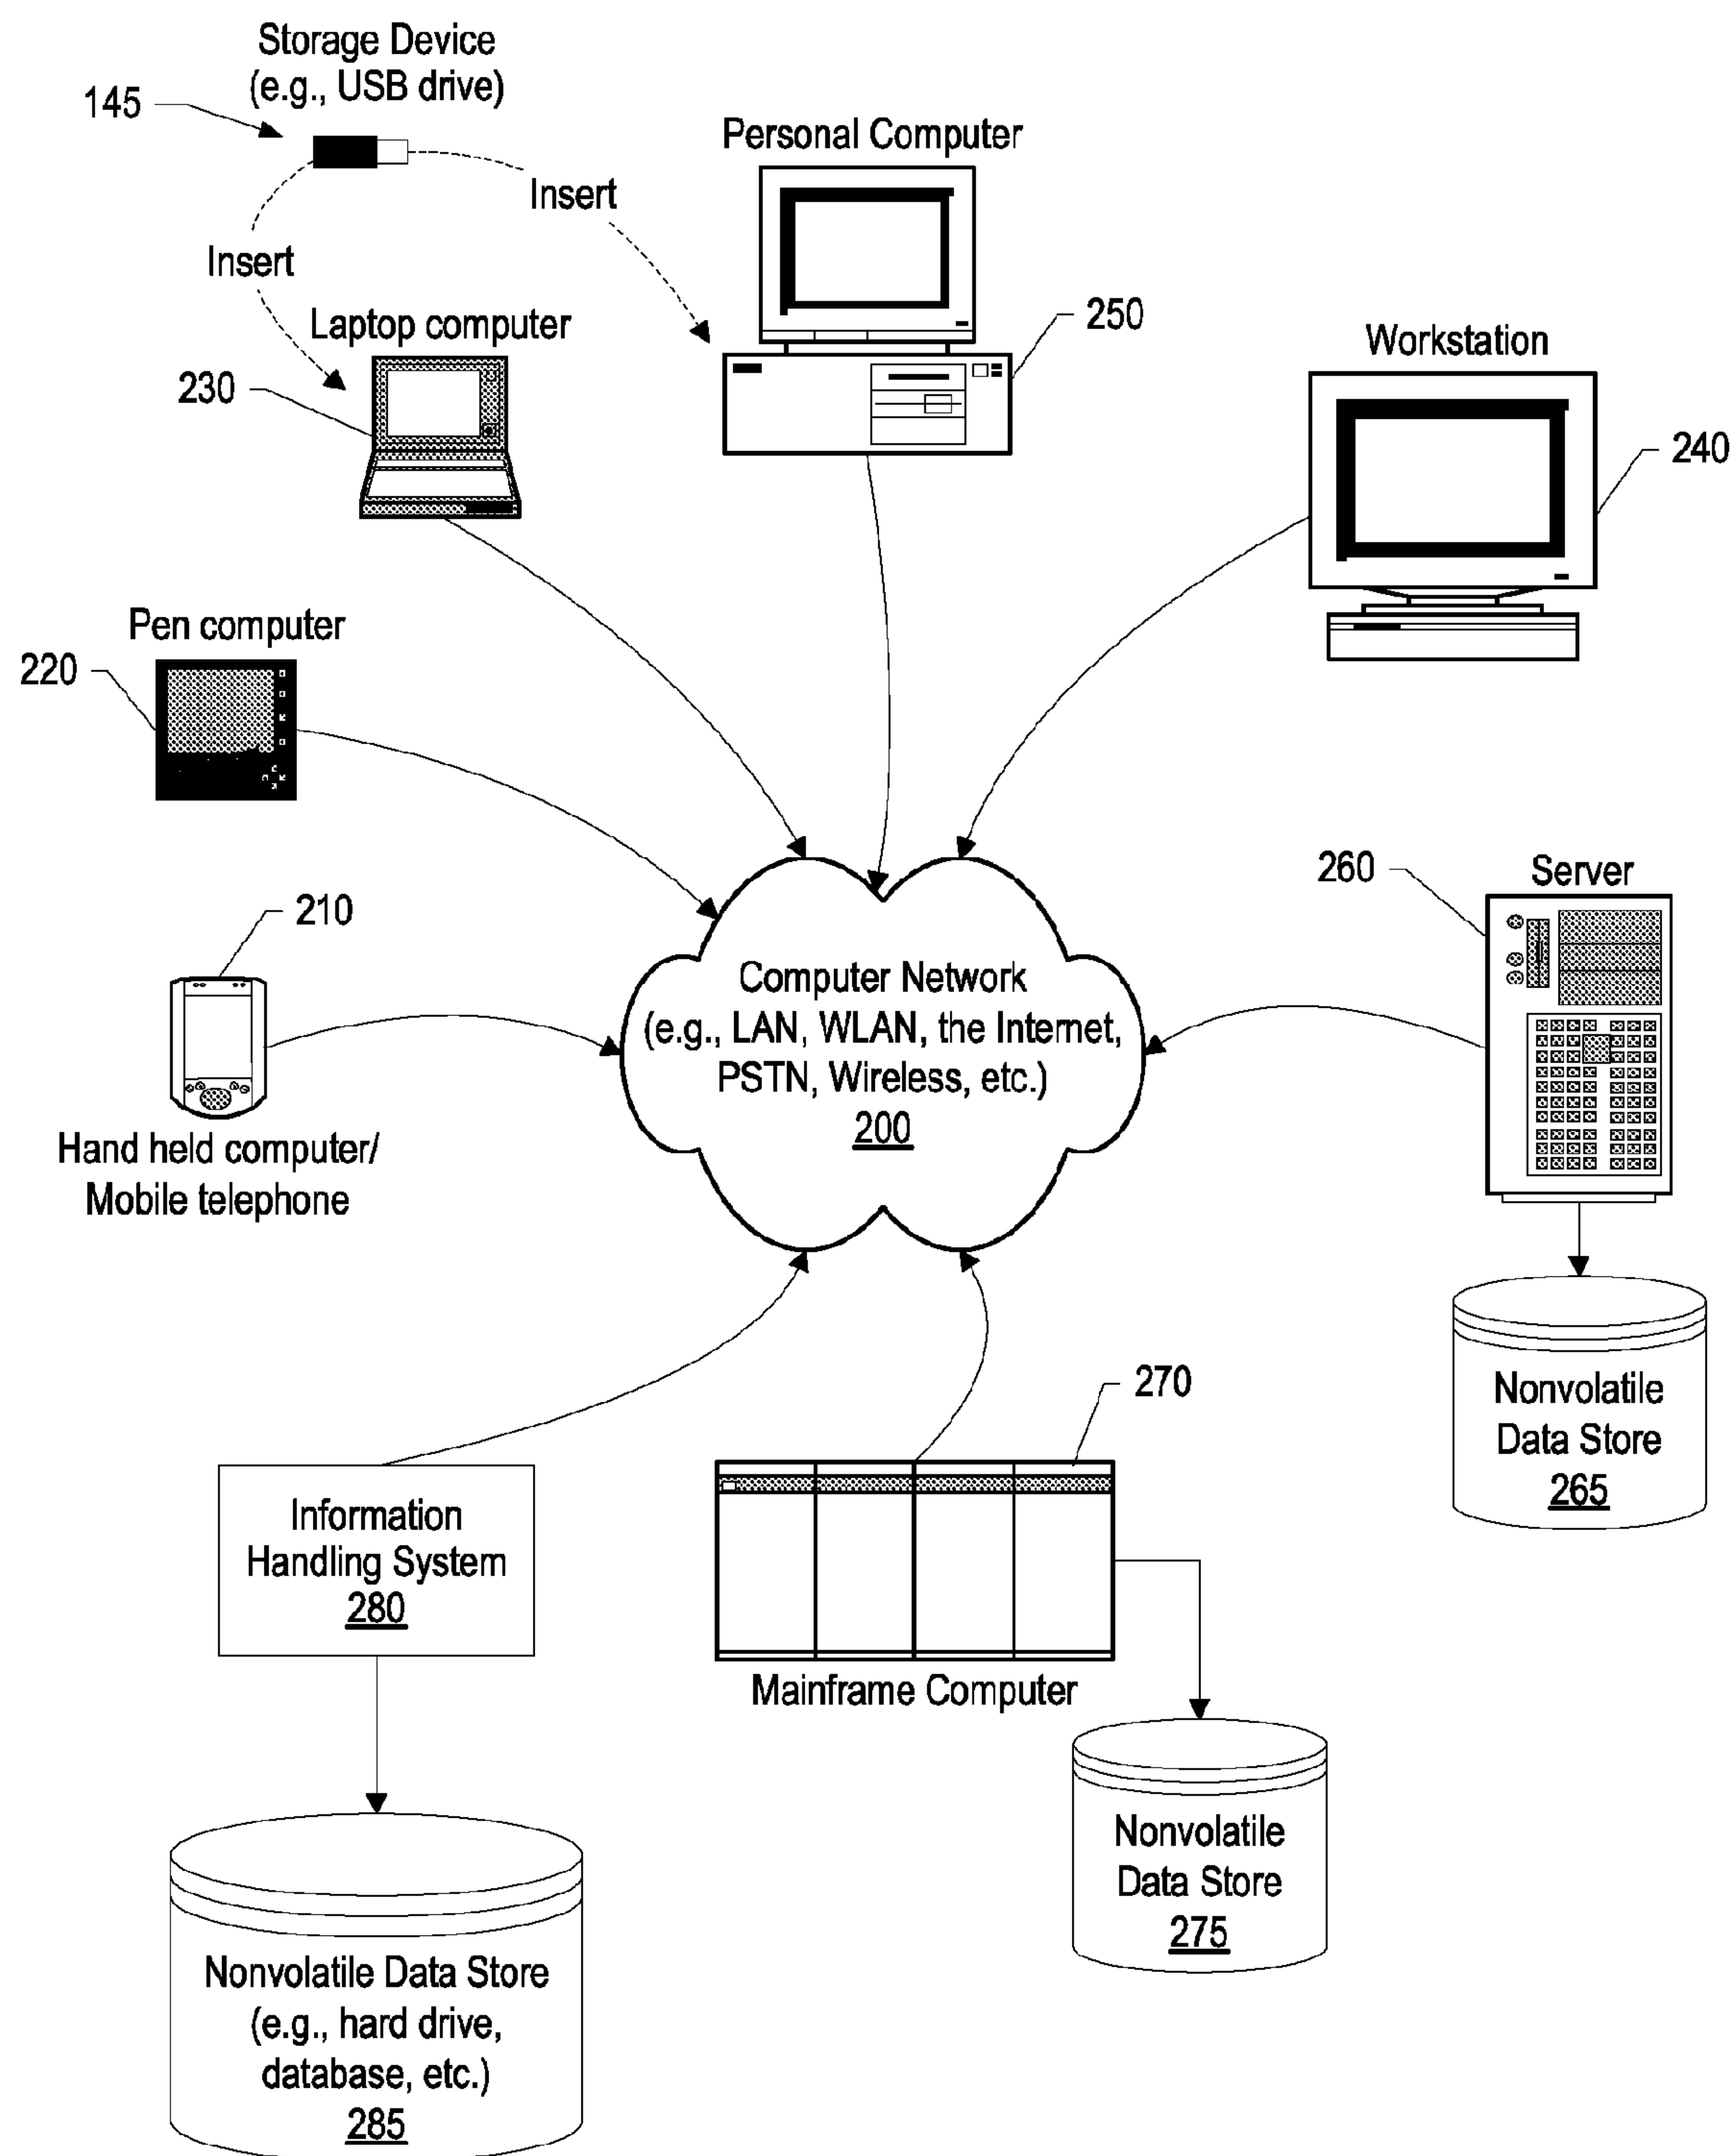 Storage Device
(e.g., USB drive)
145
Personal Computer
Insert
Insert
Laptop computer
250
Workstation
230
240
Pen computer
220
260
Server
210
Computer Network
(e.g., LAN, WLAN, the Internet,
PSTN, Wireless, etc.)
200
Hand held computer/
Mobile telephone
270
Nonvolatile
Data Store
265
Information
Handling System
280
Mainframe Computer
Nonvolatile
Data Store
275
Nonvolatile Data Store
(e.g., hard drive,
database, etc.)
285